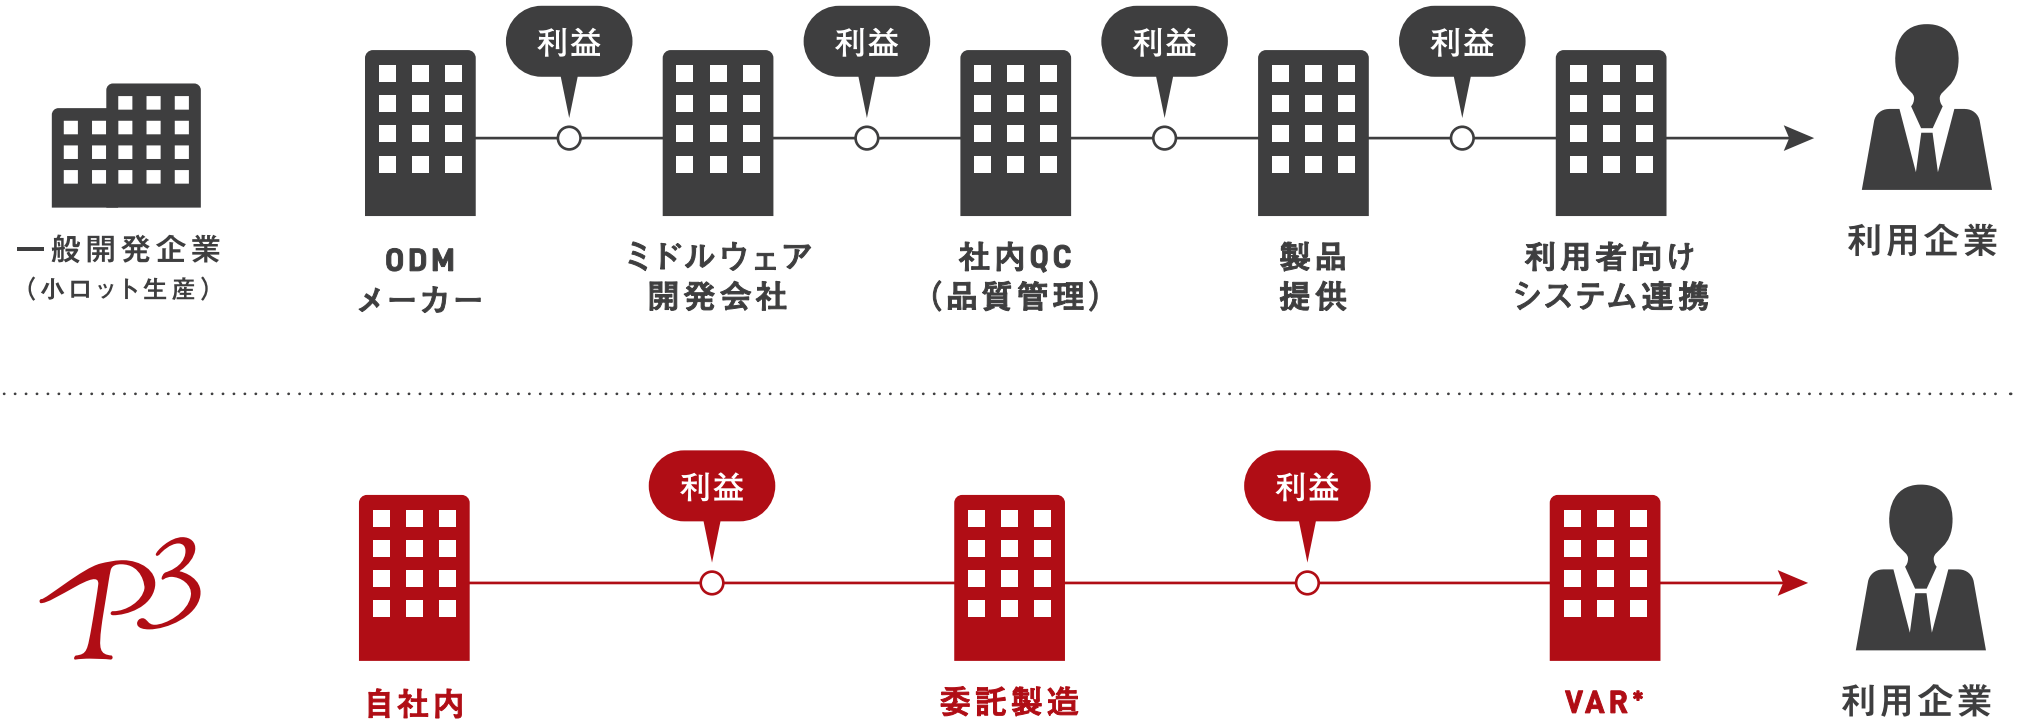 利益
利益
利益
利益
一般開発企業
（小ロット生産）
ODM
メーカー
ミドルウェア
開発会社
社内QC
（品質管理）
製品
提供
利用者向け
システム連携
利用企業
利益
利益
P3
自社内
委託製造
VAR*
利用企業